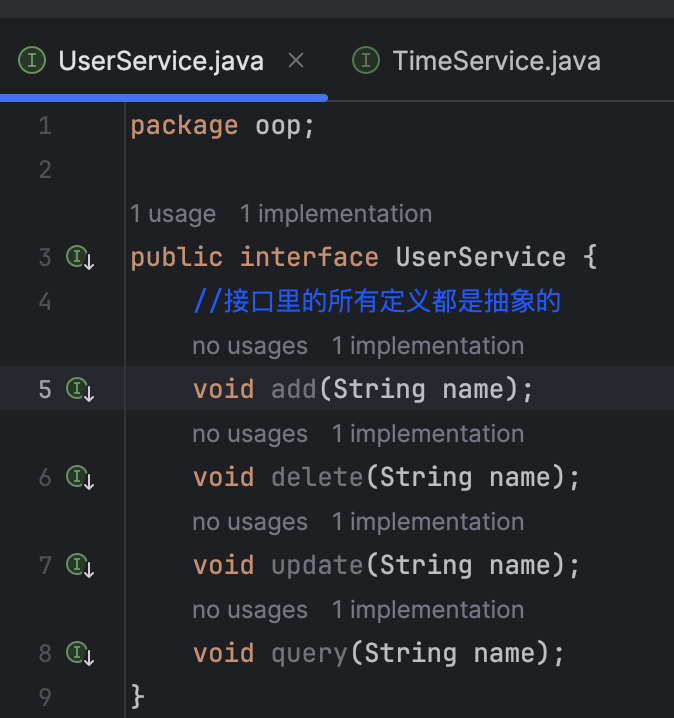 UserService.java
TimeService.java
1 package oop;
2
1 usage 1 implementation
3 public interface UserService {
4 //接口里的所有定义都是抽象的
no usages 1 implementation
5 void add(String name);
no usages 1 implementation
6 void delete(String name);
no usages 1 implementation
7 void update(String name);
no usages 1 implementation
8 void query(String name);
9 }